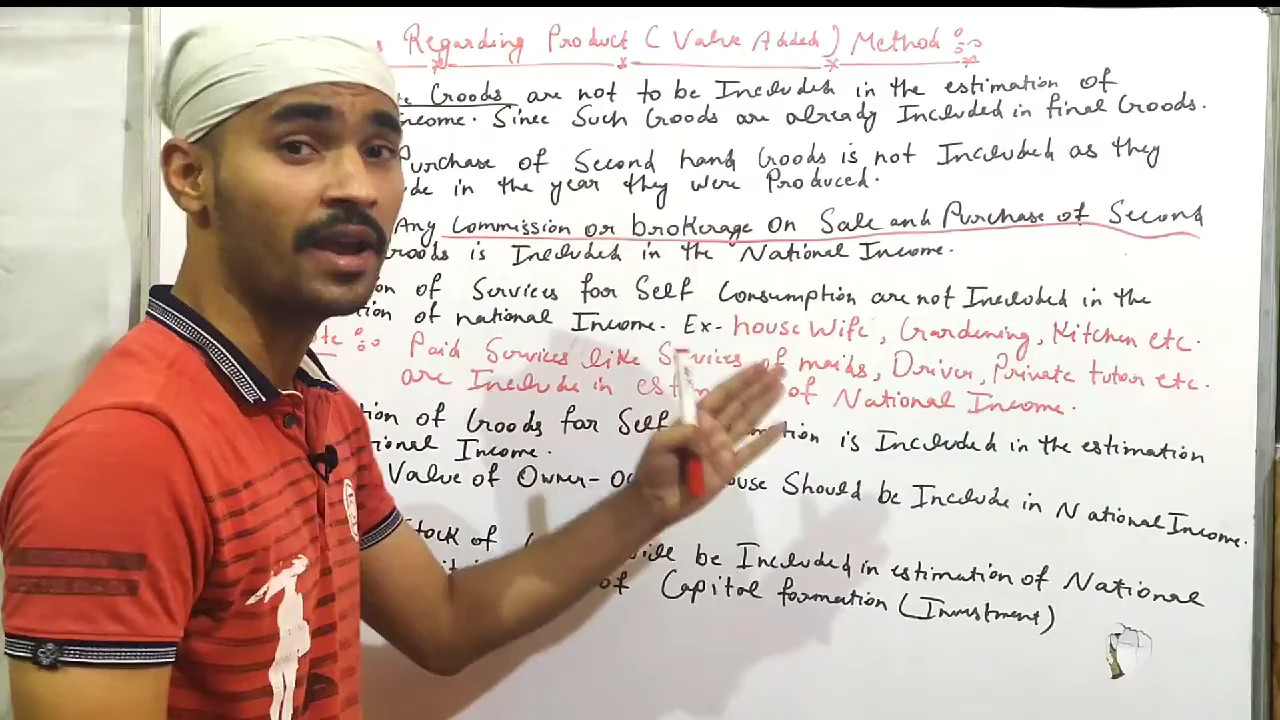 Regarding Product (Value Added) Method
Goods are not to be Included in the estimation of
Income. Since Such Goods are already Included in final Goods.
Purchase of Second hand Goods is not Included as they
in the year they were Produced.
Any Commission or brokerage On Sale and Purchase of Second
is Included in the National Income.
of Services for Self Consumption are not Included in the
of national Income. Ex- house Wife, Gardening, Kitchen etc.
Paid Services like Services of maids, Driver, Private tutor etc.
are Include in of National Income.
of Goods for Self is Included in the estimation
Income.
Value of Owner- Should be Include in National Income.
Stock of will be Included in estimation of National
of Capital formation (Investment)